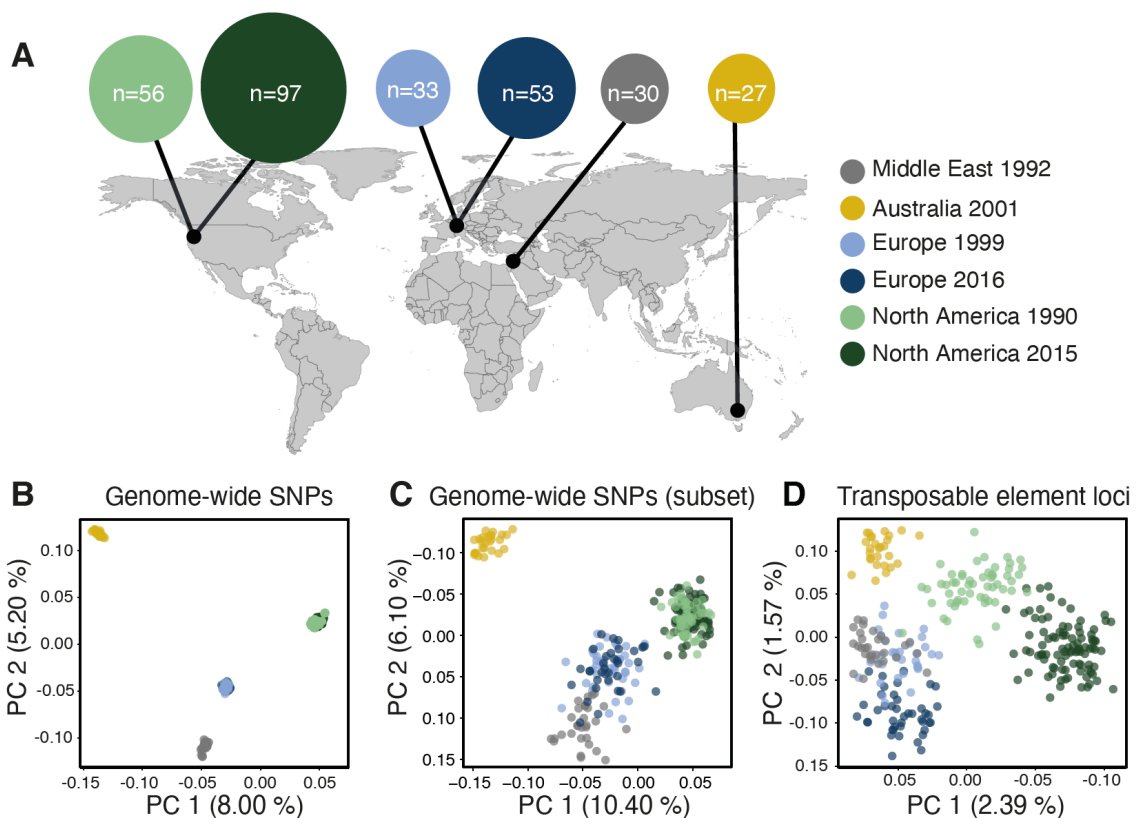 A
n=56
n=97
n=33
n=53
n=30
n=27
Middle East 1992
Australia 2001
Europe 1999
Europe 2016
North America 1990
North America 2015
B
Genome-wide SNPs
PC 2 (5.20 %)
0.10
0.05
0.00
-0.05
-0.10
-0.15
-0.10
-0.05
0.00
0.05
PC 1 (8.00 %)
C
Genome-wide SNPs (subset)
PC 2 (6.10 %)
−0.10
−0.05
0.00
0.05
0.10
0.15
−0.15
−0.10
−0.05
0.00
0.05
PC 1 (10.40 %)
D
Transposable element loci
PC 2 (1.57 %)
0.10
0.05
0.00
-0.05
-0.10
-0.15
0.05
0.00
-0.05
-0.10
PC 1 (2.39 %)